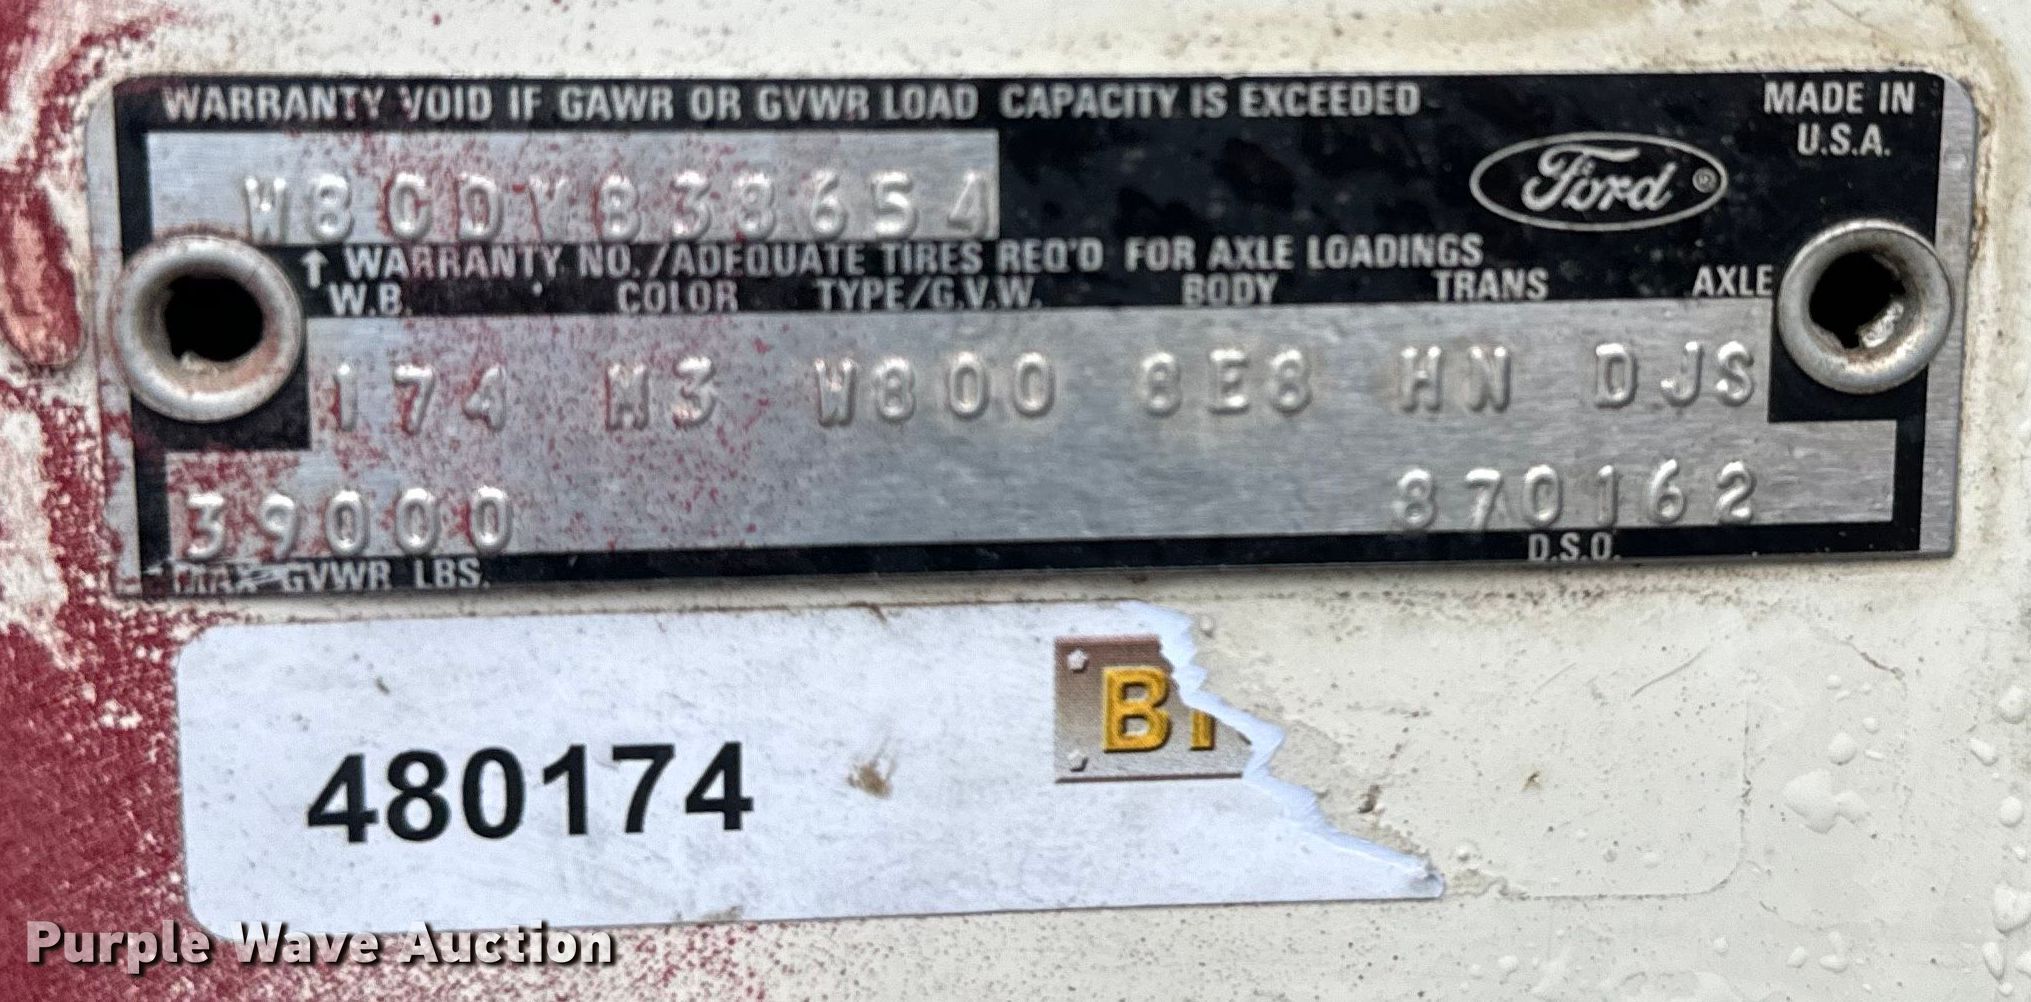 WARRANTY VOID IF GAWR OR GVWR LOAD CAPACITY IS EXCEEDED
MADE IN
U.S.A.
Ford ®
W80DV838654
↑ WARRANTY NO./ADEQUATE TIRES REQ'D FOR AXLE LOADINGS
W.B. COLOR TYPE/G.V.W. BODY TRANS AXLE
174 M3 W800 8E8 HN DJS
39000 870162
MAX GVWR LBS. D.S.O.
480174
Purple Wave Auction